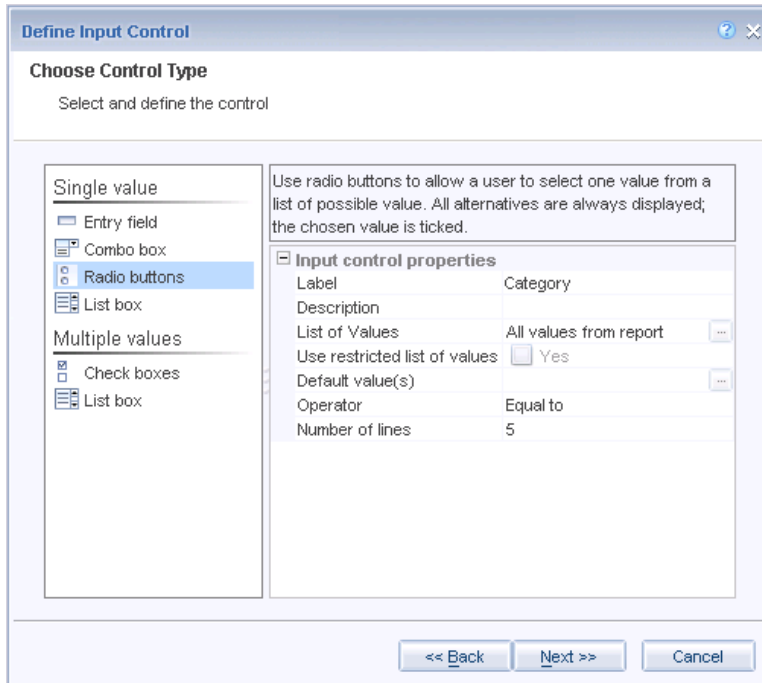 Define Input Control
Choose Control Type
Select and define the control
Single value
Entry field
Combo box
Radio buttons
List box
Multiple values
Check boxes
List box
Use radio buttons to allow a user to select one value from a
list of possible value. All alternatives are always displayed;
the chosen value is ticked.
Input control properties
Label Category
Description
List of Values All values from report ...
Use restricted list of values Yes
Default value(s) ...
Operator Equal to
Number of lines 5
<< Back Next >> Cancel